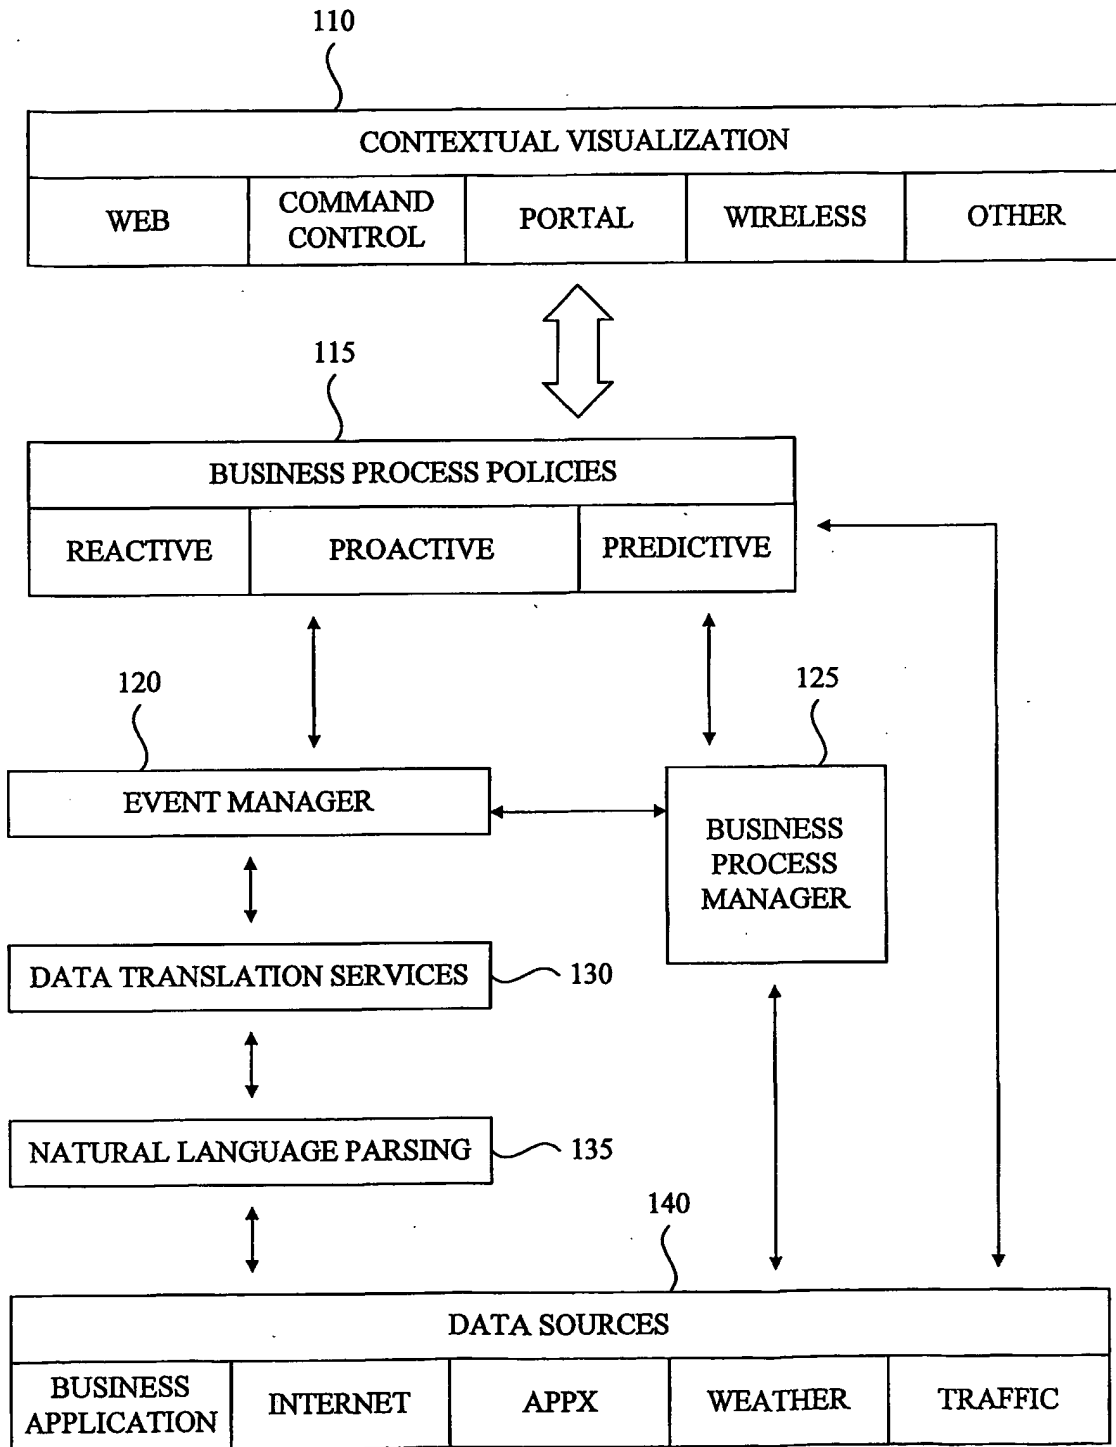 110
CONTEXTUAL VISUALIZATION
WEB
COMMAND
CONTROL
PORTAL
WIRELESS
OTHER
115
BUSINESS PROCESS POLICIES
REACTIVE
PROACTIVE
PREDICTIVE
120
125
EVENT MANAGER
BUSINESS
PROCESS
MANAGER
DATA TRANSLATION SERVICES
130
NATURAL LANGUAGE PARSING
135
140
DATA SOURCES
BUSINESS
APPLICATION
INTERNET
APPX
WEATHER
TRAFFIC